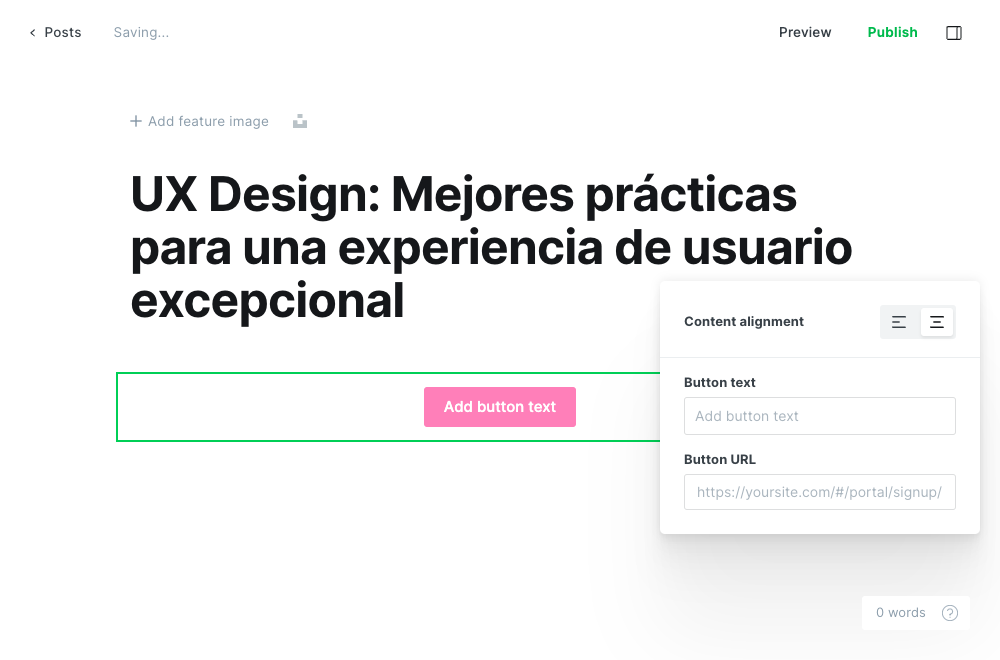 Posts
Saving...
Preview
Publish
Add feature image
UX Design: Mejores prácticas
para una experiencia de usuario
excepcional
Content alignment
Add button text
Button text
Add button text
Button URL
https://yoursite.com/#/portal/signup/
0 words
?